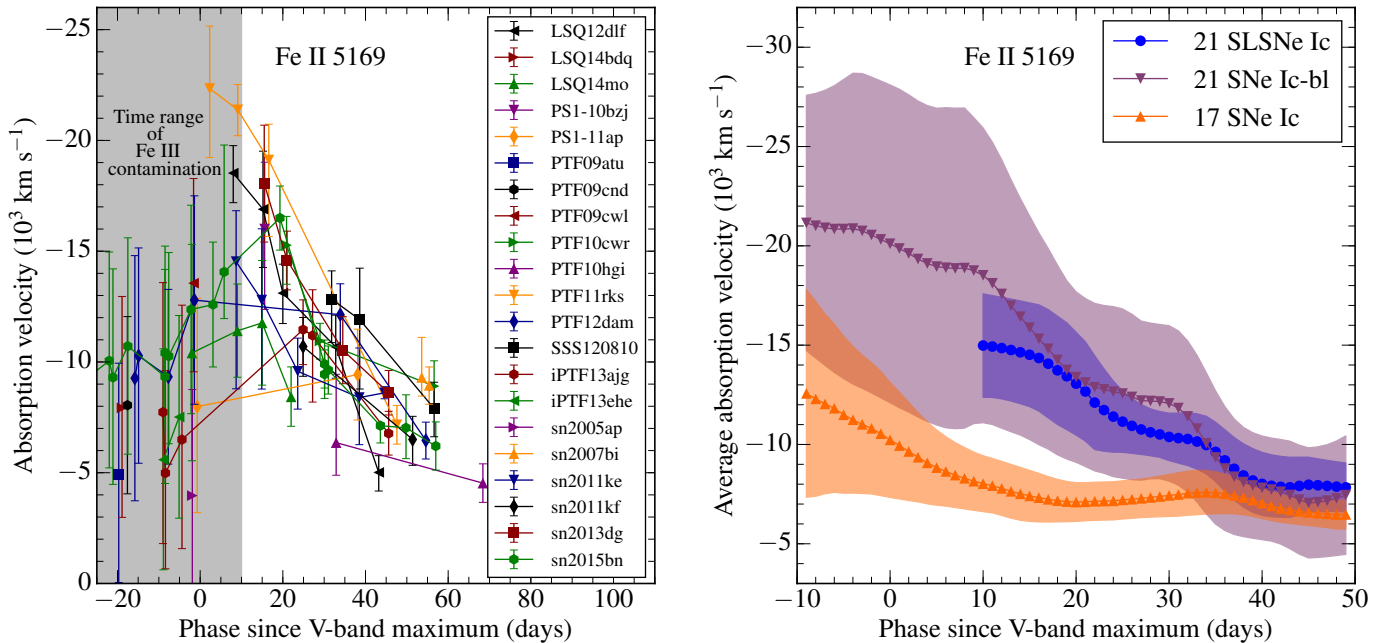 Fe II 5169
Time range
of
Fe III
contamination
Absorption velocity (10³ km s⁻¹)
−25
−20
−15
−10
−5
0
−20
0
20
40
60
80
100
Phase since V-band maximum (days)
LSQ12dlf
LSQ14bdq
LSQ14mo
PS1-10bzj
PS1-11ap
PTF09atu
PTF09cnd
PTF09cwl
PTF10cwr
PTF10hgi
PTF11rks
PTF12dam
SSS120810
iPTF13ajg
iPTF13ehe
sn2005ap
sn2007bi
sn2011ke
sn2011kf
sn2013dg
sn2015bn
Fe II 5169
21 SLSNe Ic
21 SNe Ic-bl
17 SNe Ic
Average absorption velocity (10³ km s⁻¹)
−30
−25
−20
−15
−10
−5
−10
0
10
20
30
40
50
Phase since V-band maximum (days)